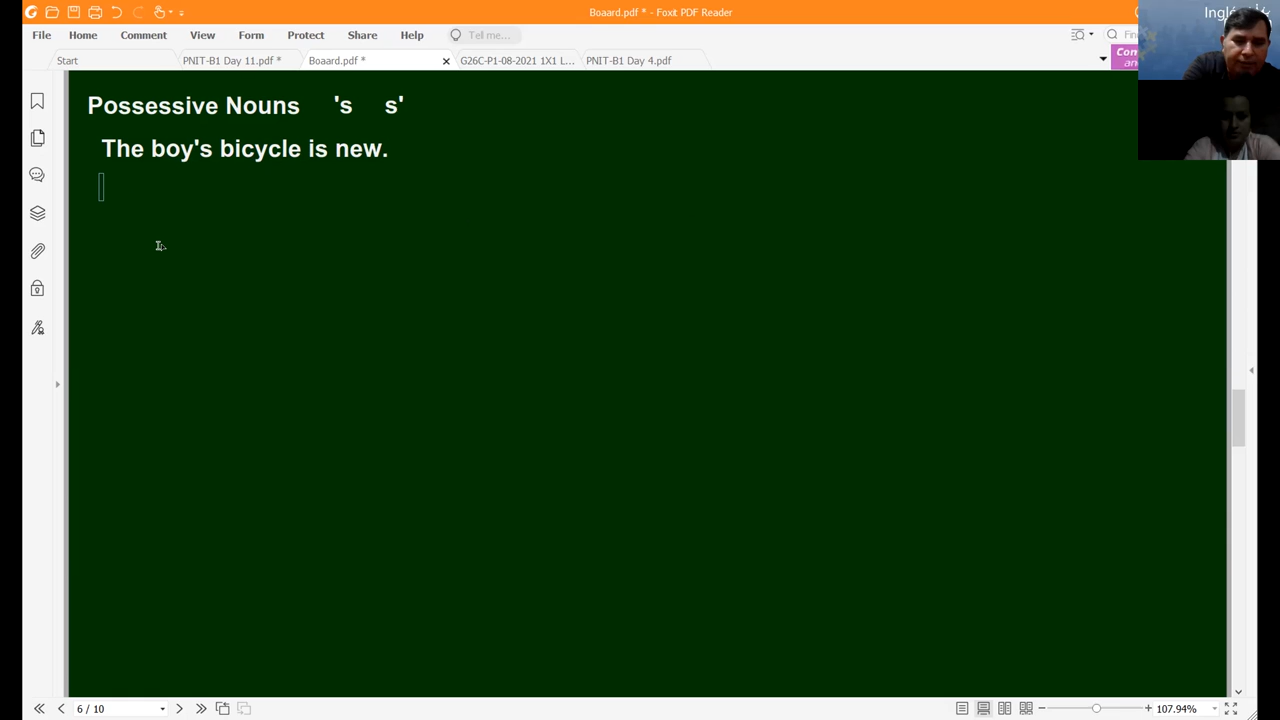 Boaard.pdf * - Foxit PDF Reader
File Home Comment View Form Protect Share Help Tell me...
Start PNIT-B1 Day 11.pdf * Boaard.pdf * G26C-P1-08-2021 1X1 L... PNIT-B1 Day 4.pdf
Possessive Nouns 's s'
The boy's bicycle is new.
6 / 10
107.94%